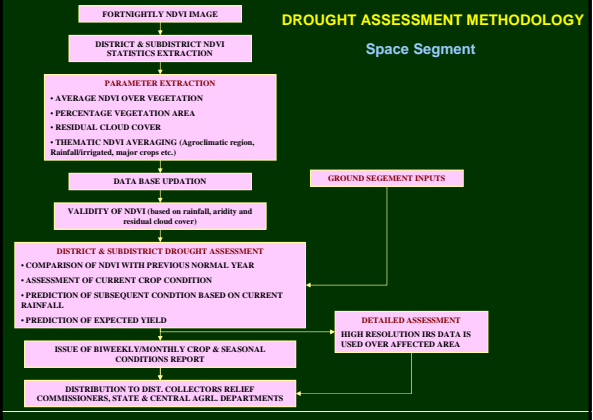 FORTNIGHTLY NDVI IMAGE
DROUGHT ASSESSMENT METHODOLOGY
Space Segment
DISTRICT & SUBDISTRICT NDVI
STATISTICS EXTRACTION
PARAMETER EXTRACTION
• AVERAGE NDVI OVER VEGETATION
• PERCENTAGE VEGETATION AREA
• RESIDUAL CLOUD COVER
• THEMATIC NDVI AVERAGING (Agroclimatic region,
Rainfall/irrigated, major crops etc.)
DATA BASE UPDATION
GROUND SEGEMENT INPUTS
VALIDITY OF NDVI (based on rainfall, aridity and
residual cloud cover)
DISTRICT & SUBDISTRICT DROUGHT ASSESSMENT
• COMPARISON OF NDVI WITH PREVIOUS NORMAL YEAR
• ASSESSMENT OF CURRENT CROP CONDITION
• PREDICTION OF SUBSEQUENT CONDTION BASED ON CURRENT
RAINFALL
• PREDICTION OF EXPECTED YIELD
DETAILED ASSESSMENT
HIGH RESOLUTION IRS DATA IS
USED OVER AFFECTED AREA
ISSUE OF BIWEEKLY/MONTHLY CROP & SEASONAL
CONDITIONS REPORT
DISTRIBUTION TO DIST. COLLECTORS RELIEF
COMMISSIONERS, STATE & CENTRAL AGRL. DEPARTMENTS